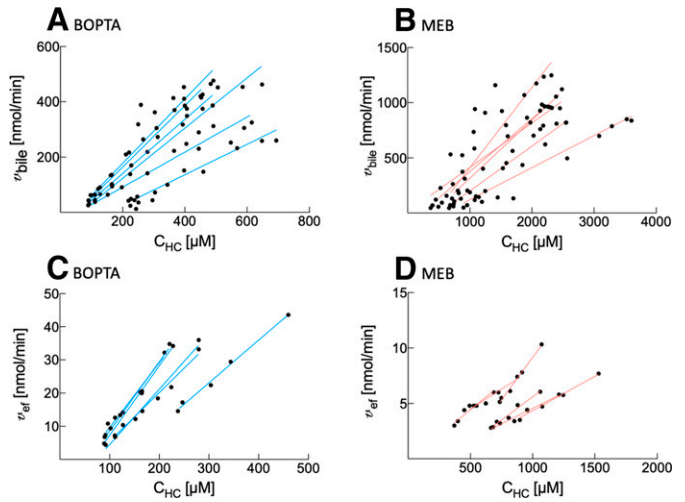 A BOPTA
600
400
200
200 400 600 800
v_bile [nmol/min]
C_HC [µM]
B MEB
1500
1000
500
1000 2000 3000 4000
v_bile [nmol/min]
C_HC [µM]
C BOPTA
50
40
30
20
10
0
100 200 300 400 500
v_ef [nmol/min]
C_HC [µM]
D MEB
15
10
5
500 1000 1500 2000
v_ef [nmol/min]
C_HC [µM]